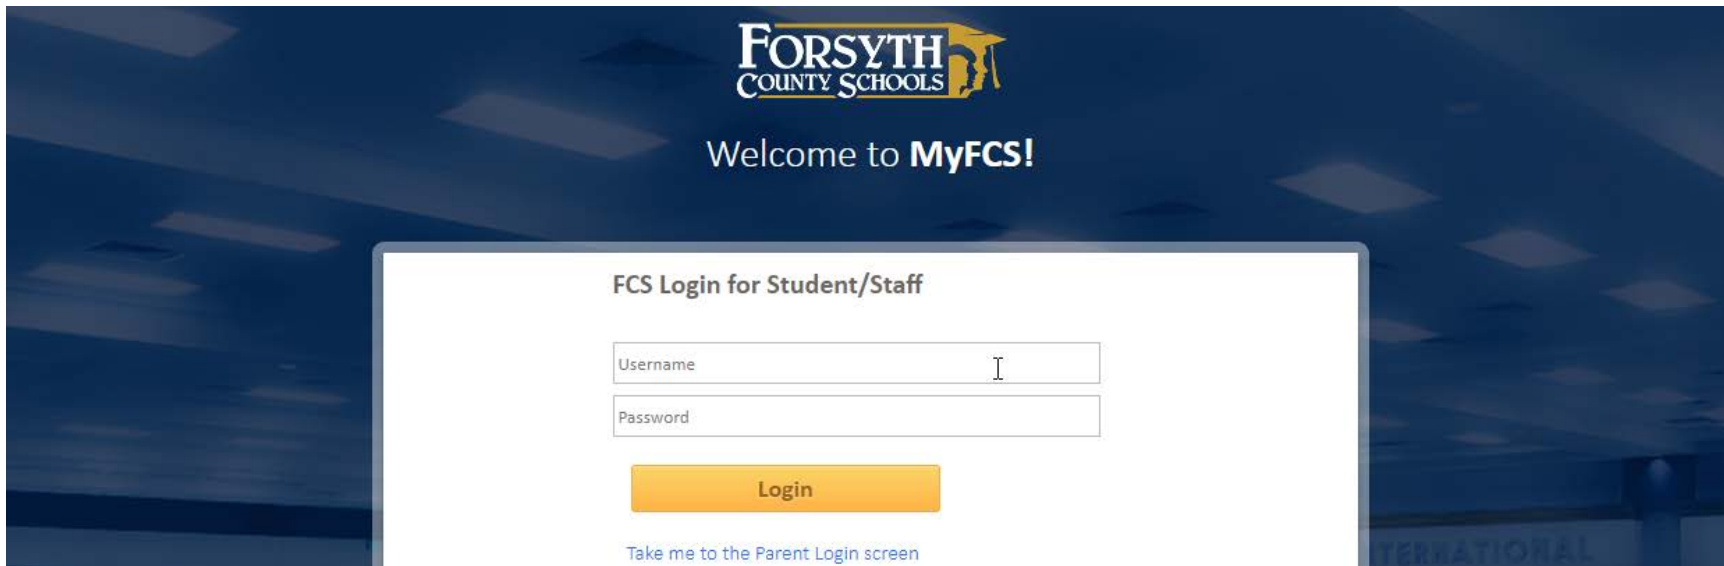 FORSYTH
COUNTY SCHOOLS
Welcome to MyFCS!
FCS Login for Student/Staff
Username
Password
Login
Take me to the Parent Login screen
TERNATIONAL